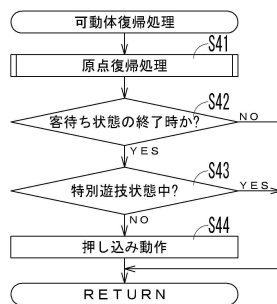 可動体復帰処理
S41
原点復帰処理
S42
客待ち状態の終了時か?
NO
YES
S43
特別遊技状態中?
YES
NO
S44
押し込み動作
RETURN